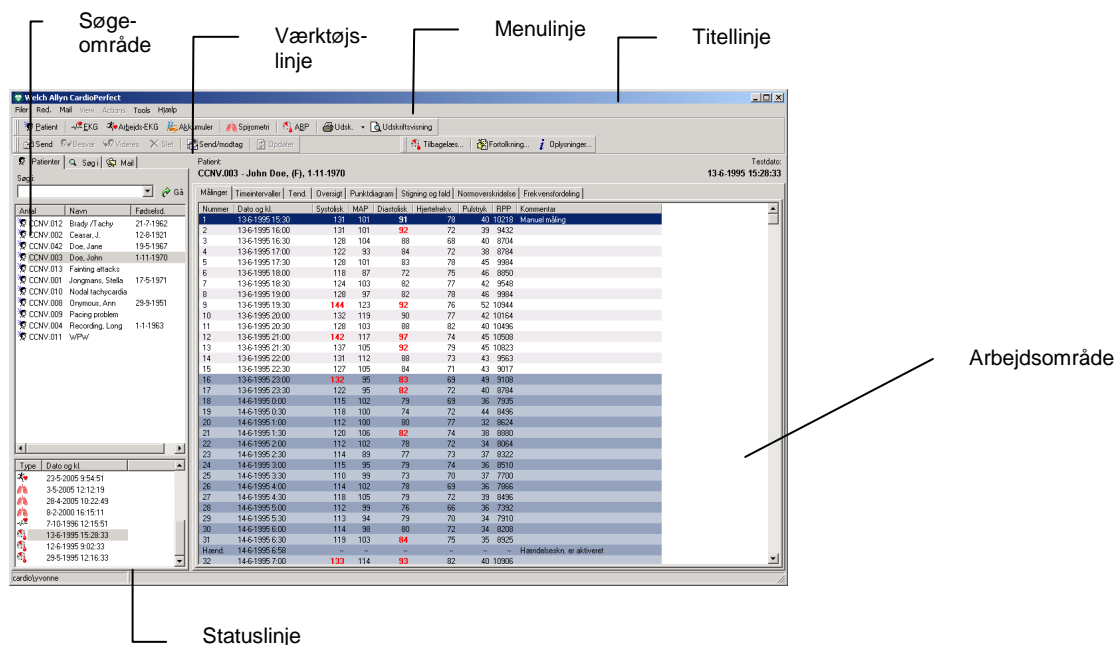 Søge-
område
Værktøjs-
linje
Menulinje
Titellinje
Welch Allyn CardioPerfect
Filer Red. Mail View Actions Tools Hjælp
Patient EKG Arbejds-EKG Akkumuler Spirometri ABP Udsk. Udskriftsvisning
Send Besvar Videres. Slet Send/modtag Opdater Tilbagelæs... Fortolkning... Oplysninger...
Patienter Søg i Mail
Søg i:
Gå
Antal Navn Fødselsd.
CCNV.012 Brady /Tachy 21-7-1962
CCNV.002 Ceasar, J. 12-8-1921
CCNV.042 Doe, Jane 19-5-1967
CCNV.003 Doe, John 1-11-1970
CCNV.013 Fainting attacks
CCNV.001 Jongmans, Stella 17-5-1971
CCNV.010 Nodal tachycardia
CCNV.008 Onymous, Ann 29-9-1951
CCNV.009 Pacing problem
CCNV.004 Recording, Long 1-1-1963
CCNV.011 WPW
Type Dato og kl.
23-5-2005 9:54:51
3-5-2005 12:12:19
28-4-2005 10:22:49
8-2-2000 16:15:11
7-10-1996 12:15:51
13-6-1995 15:28:33
12-6-1995 9:02:33
29-5-1995 12:16:33
cardio\yvonne
Patient: Testdato:
CCNV.003 - John Doe, (F), 1-11-1970 13-6-1995 15:28:33
Målinger Timeintervaller Tend. Oversigt Punktdiagram Stigning og fald Normoverskridelse Frekvensfordeling
Nummer Dato og kl. Systolisk MAP Diastolisk Hjertefrekv. Pulstryk RPP Kommentar
1 13-6-1995 15:30 131 101 91 78 40 10218 Manuel måling
2 13-6-1995 16:00 131 101 92 72 39 9432
3 13-6-1995 16:30 128 104 88 68 40 8704
4 13-6-1995 17:00 122 93 84 72 38 8784
5 13-6-1995 17:30 128 101 83 78 45 9984
6 13-6-1995 18:00 118 87 72 75 46 8850
7 13-6-1995 18:30 124 103 82 77 42 9548
8 13-6-1995 19:00 128 97 82 78 46 9984
9 13-6-1995 19:30 144 123 92 76 52 10944
10 13-6-1995 20:00 132 119 90 77 42 10164
11 13-6-1995 20:30 128 103 88 82 40 10496
12 13-6-1995 21:00 142 117 97 74 45 10508
13 13-6-1995 21:30 137 105 92 79 45 10823
14 13-6-1995 22:00 131 112 88 73 43 9563
15 13-6-1995 22:30 127 105 84 71 43 9017
16 13-6-1995 23:00 132 95 83 69 49 9108
17 13-6-1995 23:30 122 95 82 72 40 8784
18 14-6-1995 0:00 115 102 79 69 36 7935
19 14-6-1995 0:30 118 100 74 72 44 8496
20 14-6-1995 1:00 112 100 80 77 32 8624
21 14-6-1995 1:30 120 106 82 74 38 8880
22 14-6-1995 2:00 112 102 78 72 34 8064
23 14-6-1995 2:30 114 89 77 73 37 8322
24 14-6-1995 3:00 115 95 79 74 36 8510
25 14-6-1995 3:30 110 99 73 70 37 7700
26 14-6-1995 4:00 114 102 78 69 36 7866
27 14-6-1995 4:30 118 105 79 72 39 8496
28 14-6-1995 5:00 112 99 76 66 36 7392
29 14-6-1995 5:30 113 94 79 70 34 7910
30 14-6-1995 6:00 114 98 80 72 34 8208
31 14-6-1995 6:30 119 103 84 75 35 8925
Hænd. 14-6-1995 6:58 -- -- -- -- -- -- Hændelseskn. er aktiveret
32 14-6-1995 7:00 133 114 93 82 40 10906
Arbejdsområde
Statuslinje